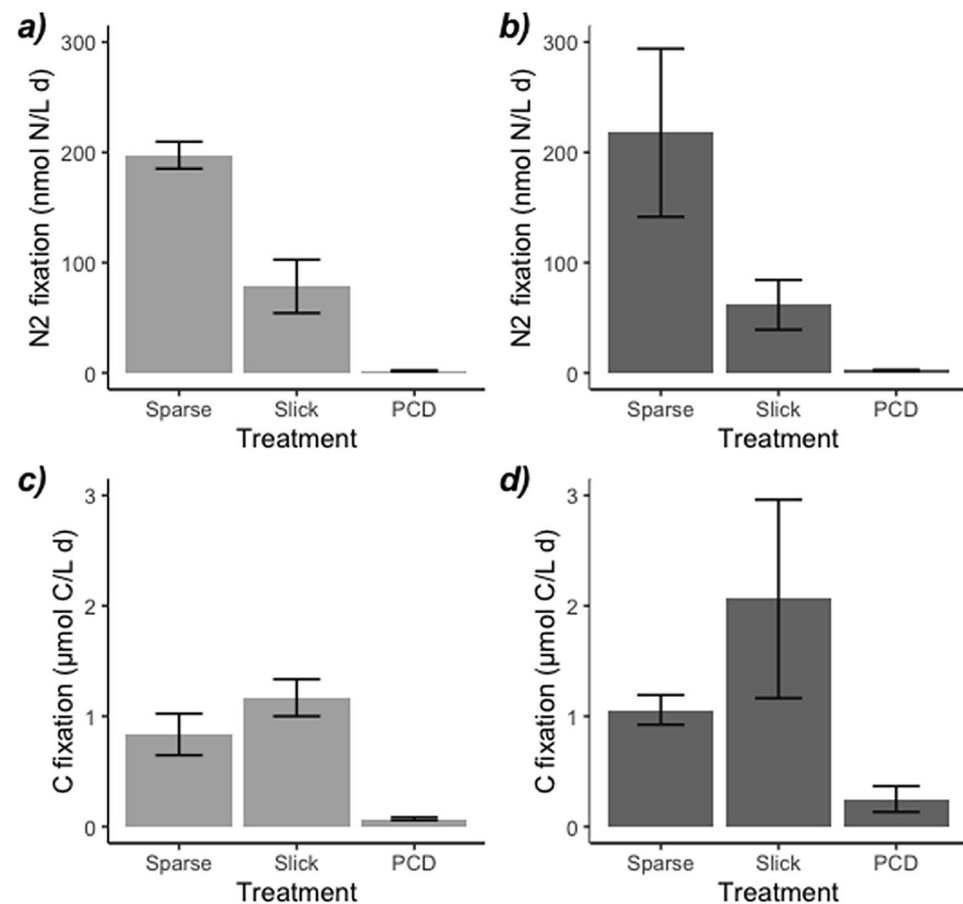 a)
N2 fixation (nmol N/L d)
300
200
100
0
Sparse Slick PCD
Treatment
b)
N2 fixation (nmol N/L d)
300
200
100
0
Sparse Slick PCD
Treatment
c)
C fixation (µmol C/L d)
3
2
1
0
Sparse Slick PCD
Treatment
d)
C fixation (µmol C/L d)
3
2
1
0
Sparse Slick PCD
Treatment